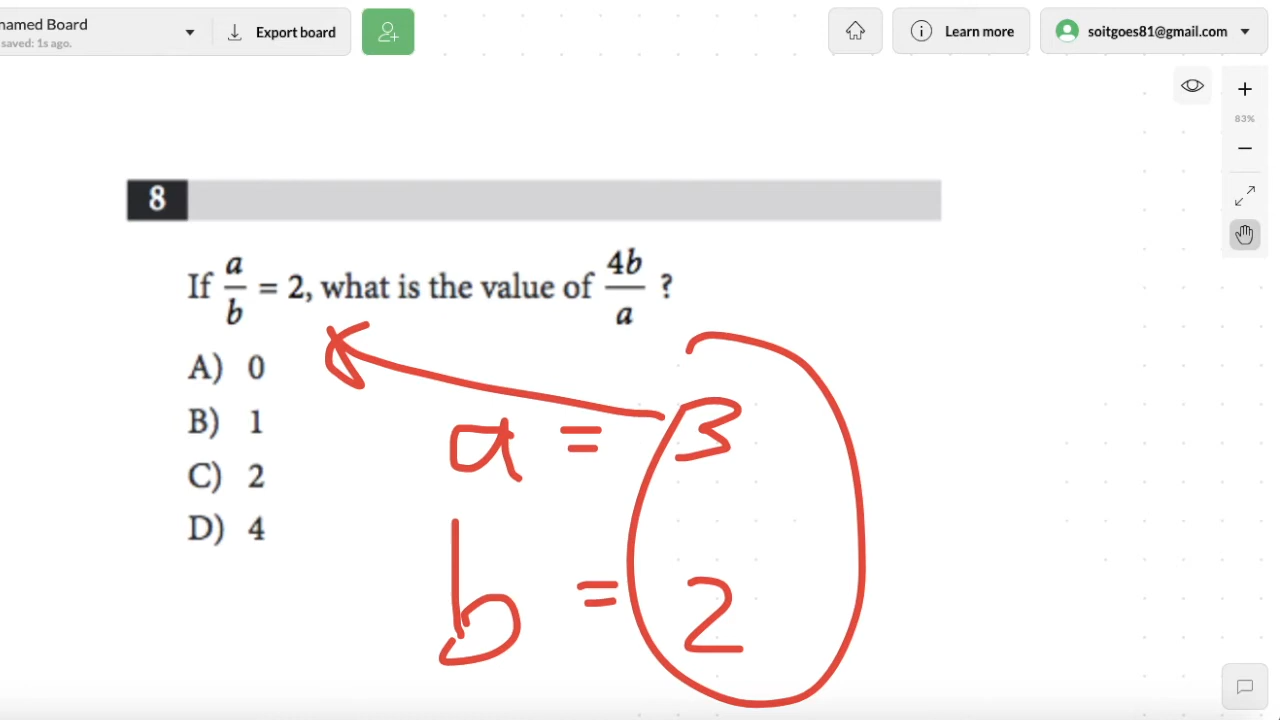 named Board
saved: 1s ago.
Export board
Learn more
soitgoes81@gmail.com
83%
8
If a/b = 2, what is the value of 4b/a ?
A) 0
B) 1
C) 2
D) 4
a = 3
b = 2